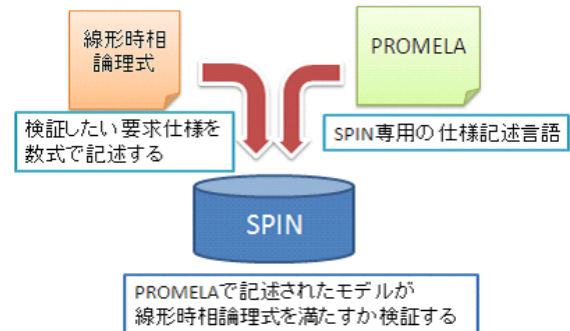 線形時相
論理式
PROMELA
検証したい要求仕様を
数式で記述する
SPIN専用の仕様記述言語
SPIN
PROMELAで記述されたモデルが
線形時相論理式を満たすか検証する